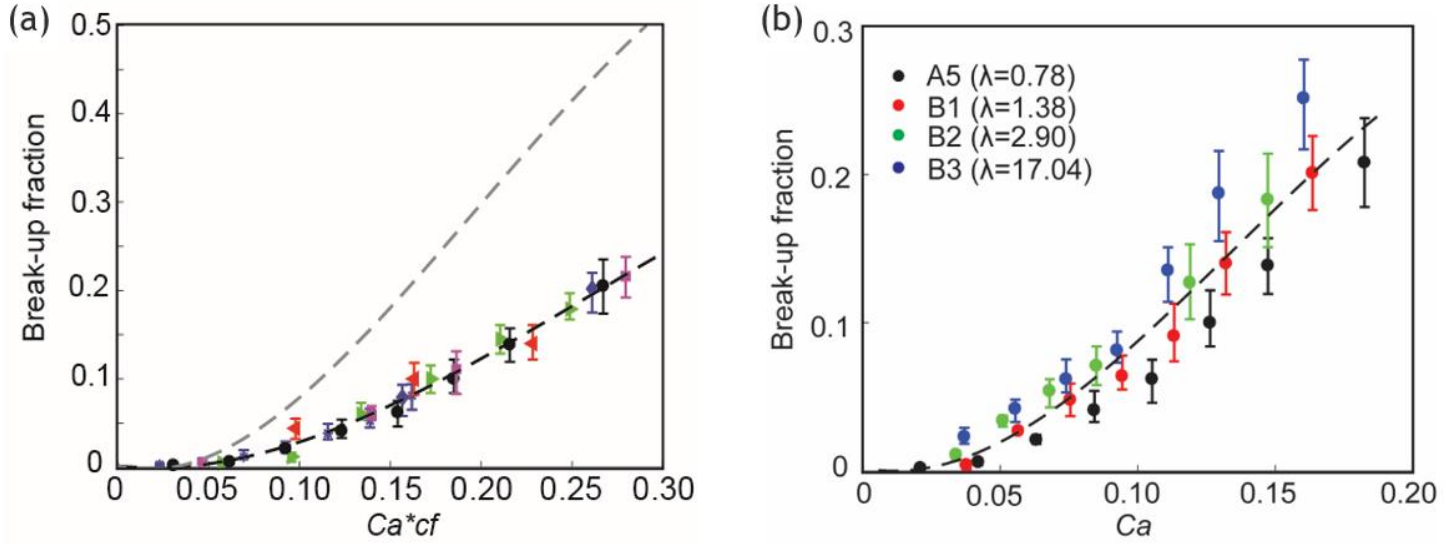 (a)
0.5
0.4
0.3
0.2
0.1
0
Break-up fraction
0 0.10 0.15 0.20 0.25 0.30
Ca*cf
(b)
0.3
0.2
0.1
0
Break-up fraction
A5 (λ=0.78)
B1 (λ=1.38)
B2 (λ=2.90)
B3 (λ=17.04)
0 0.05 0.10 0.15 0.20
Ca